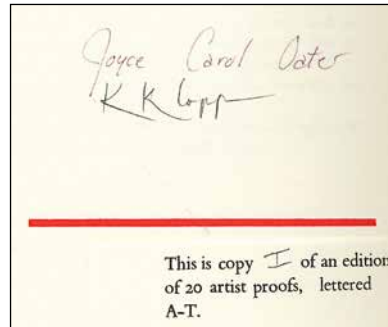 Joyce Carol Oates
K K
This is copy I of an edition
of 20 artist proofs, lettered
A-T.